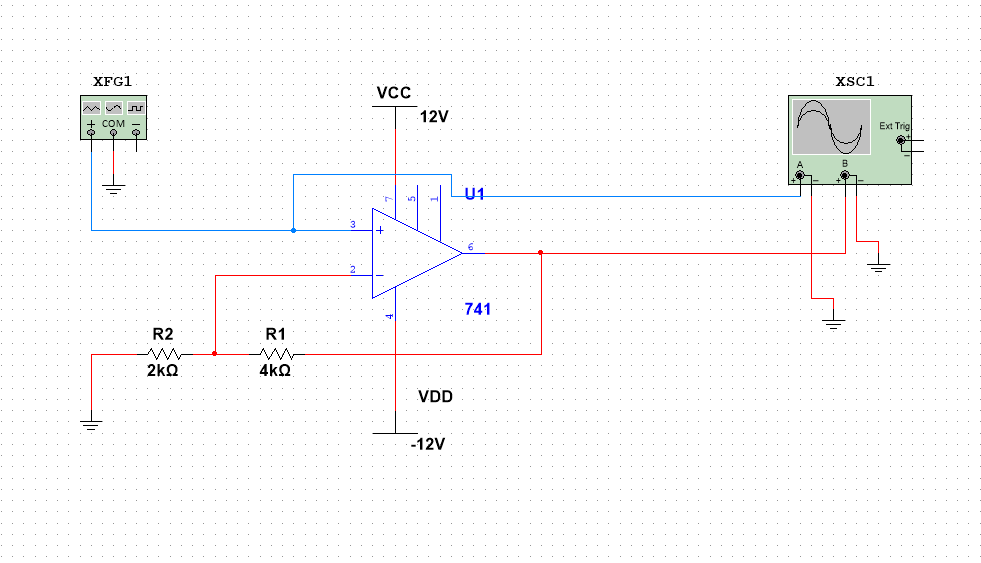 XFG1
+ COM −
VCC
12V
XSC1
Ext Trig
+
−
A
B
+ − + −
7 5 1
U1
3
+
6
2
−
4
741
R2
2kΩ
R1
4kΩ
VDD
-12V